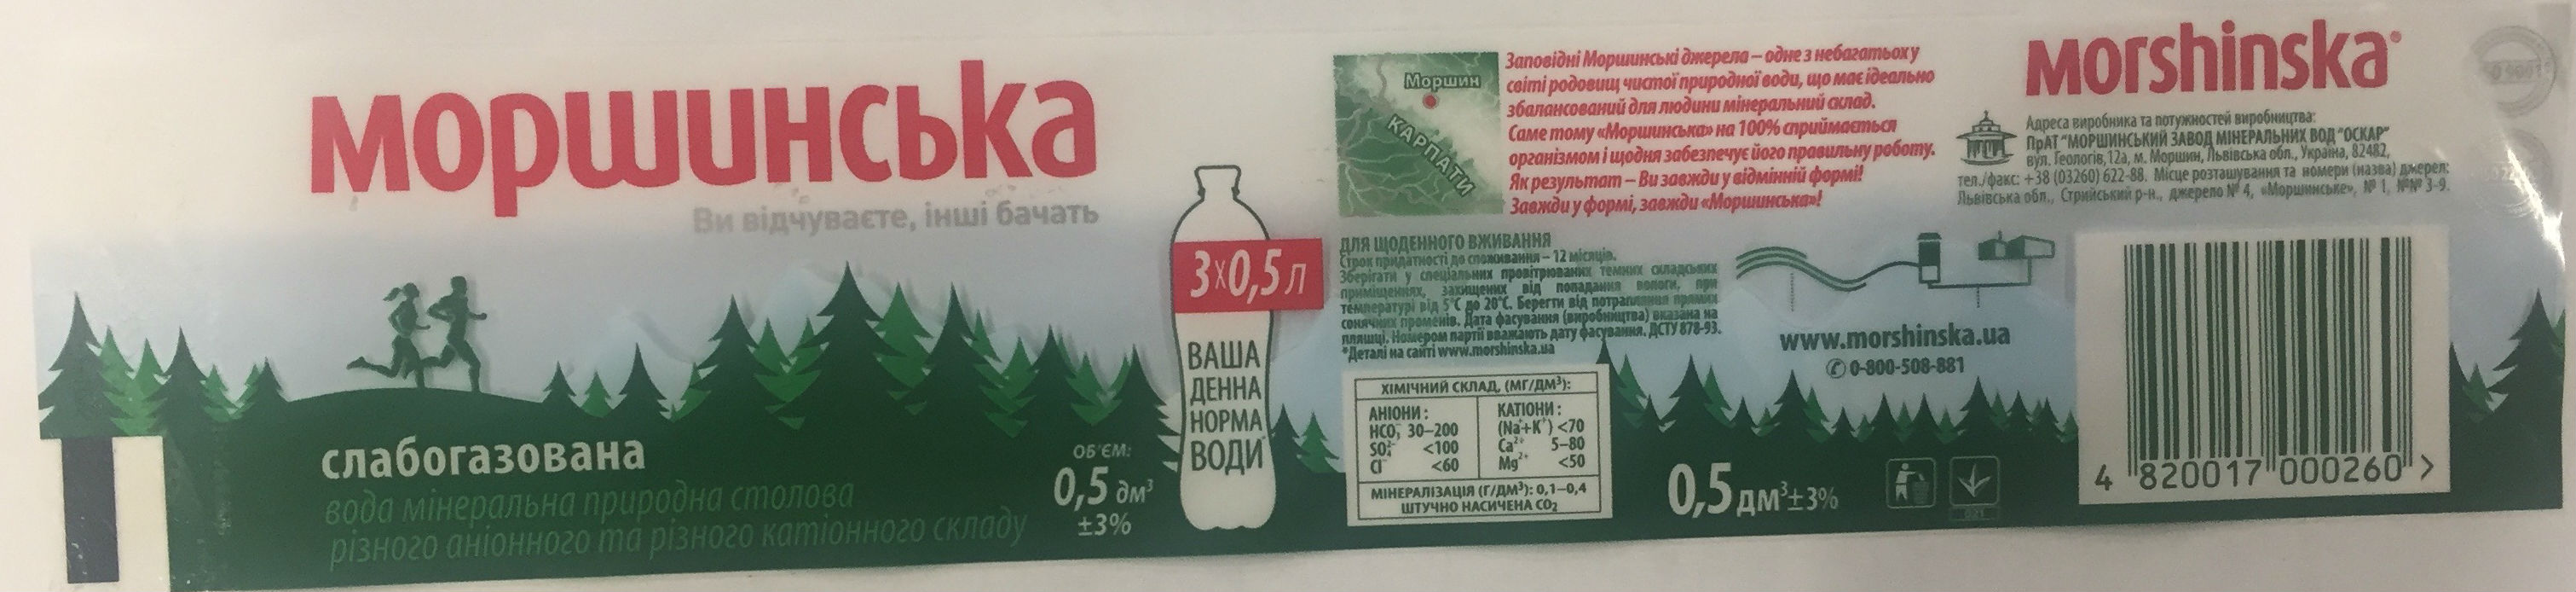 моршинська
Ви відчуваєте, інші бачать
слабогазована
вода мінеральна природна столова
різного аніонного та різного катіонного складу
ОБ'ЄМ:
0,5 дм³
±3%
3х0,5 л
ВАША
ДЕННА
НОРМА
ВОДИ
Моршин
КАРПАТИ
Заповідні Моршинські джерела – одне з небагатьох у
світі родовищ чистої природної води, що має ідеально
збалансований для людини мінеральний склад.
Саме тому «Моршинська» на 100% сприймається
організмом і щодня забезпечує його правильну роботу.
Як результат – Ви завжди у відмінній формі!
Завжди у формі, завжди «Моршинська»!
ДЛЯ ЩОДЕННОГО ВЖИВАННЯ
Строк придатності до споживання – 12 місяців.
Зберігати у спеціальних провітрюваних темних складських
приміщеннях, захищених від попадання вологи, при
температурі від 5°С до 20°С. Берегти від потрапляння прямих
сонячних променів. Дата фасування (виробництва) вказана на
пляшці. Номером партії вважають дату фасування. ДСТУ 878-93.
*Деталі на сайті www.morshinska.ua
ХІМІЧНИЙ СКЛАД, (МГ/ДМ³):
АНІОНИ:
HCO₃⁻ 30–200
SO₄²⁻ <100
Cl⁻ <60
КАТІОНИ:
(Na⁺+K⁺) <70
Ca²⁺ 5–80
Mg²⁺ <50
МІНЕРАЛІЗАЦІЯ (Г/ДМ³): 0,1–0,4
ШТУЧНО НАСИЧЕНА CO₂
www.morshinska.ua
0-800-508-881
0,5 дм³±3%
morshinska®
Адреса виробника та потужностей виробництва:
ПрАТ "МОРШИНСЬКИЙ ЗАВОД МІНЕРАЛЬНИХ ВОД "ОСКАР"
вул. Геологів, 12а, м. Моршин, Львівська обл., Україна, 82482,
тел./факс: +38 (03260) 622-88. Місце розташування та номери (назва) джерел:
Львівська обл., Стрийський р-н., джерело № 4, «Моршинське», № 1, №№ 3-9.
4 820017 000260 >